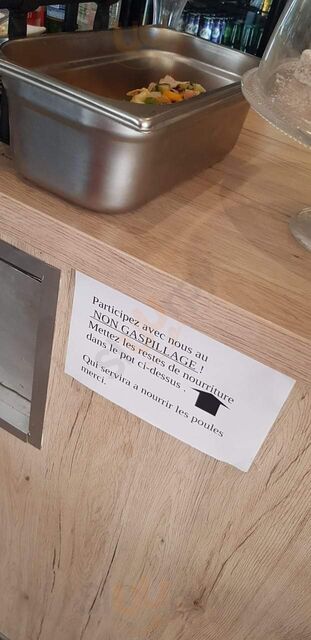 Participez avec nous au
NON GASPILLAGE !
Mettez les restes de nourriture
dans le pot ci-dessus .
Qui servira a nourrir les poules
merci.